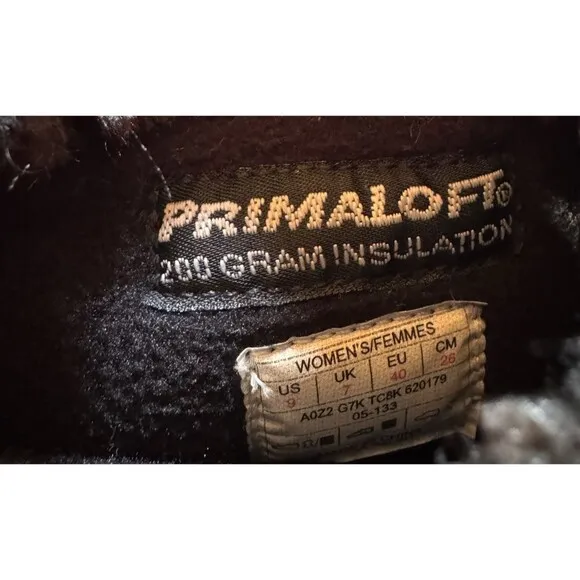 PRIMALOFT®
200 GRAM INSULATION
WOMEN'S/FEMMES
US UK EU CM
9 7 40 26
A0Z2 G7K TC8K 620179
05-133